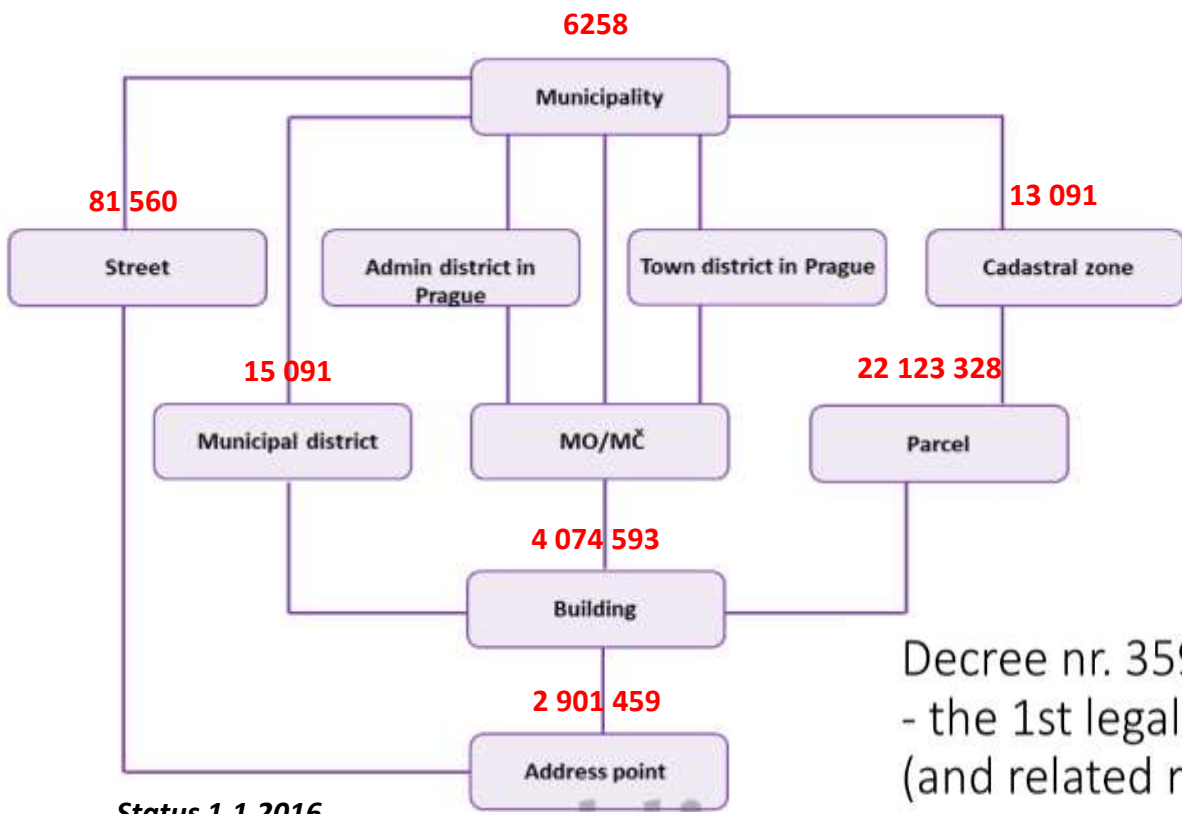 6258
Municipality
81 560
13 091
Street
Admin district in
Prague
Town district in Prague
Cadastral zone
15 091
22 123 328
Municipal district
MO/MČ
Parcel
4 074 593
Building
Decree nr. 359
- the 1st legal
2 901 459
(and related r
Address point
Status 1.1.2016